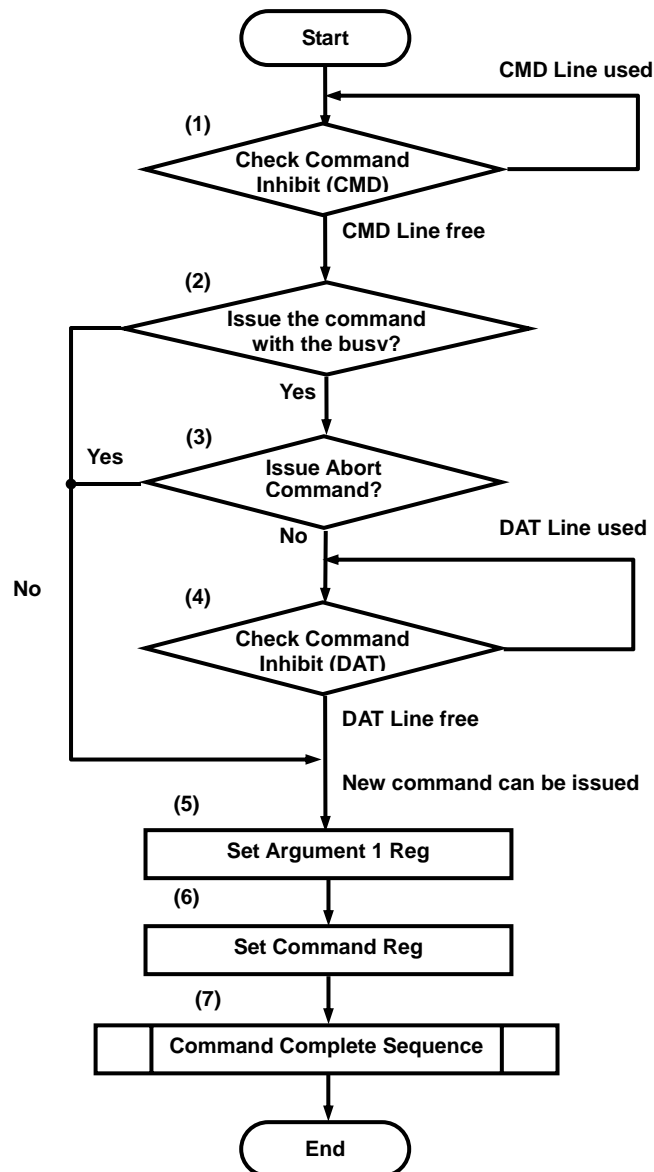 Start
CMD Line used
(1)
Check Command
Inhibit (CMD)
CMD Line free
(2)
Issue the command
with the busy?
Yes
(3)
Yes
Issue Abort
Command?
No
DAT Line used
No
(4)
Check Command
Inhibit (DAT)
DAT Line free
New command can be issued
(5)
Set Argument 1 Reg
(6)
Set Command Reg
(7)
Command Complete Sequence
End